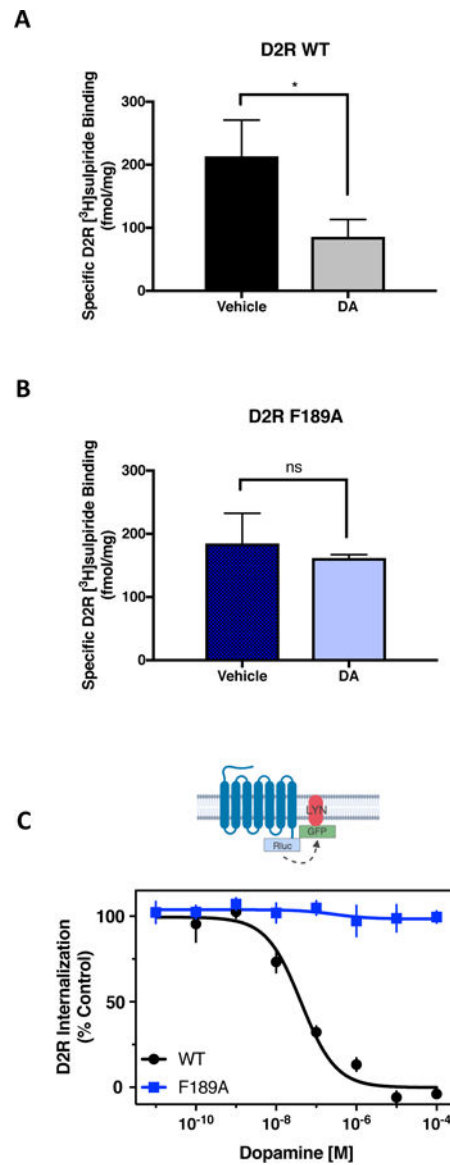 A
D2R WT
Specific D2R [³H]sulpiride Binding
(fmol/mg)
300
200
100
0
*
Vehicle
DA
B
D2R F189A
Specific D2R [³H]sulpiride Binding
(fmol/mg)
300
200
100
0
ns
Vehicle
DA
C
LYN
GFP
Rluc
D2R Internalization
(% Control)
100
50
0
WT
F189A
10⁻¹⁰
10⁻⁸
10⁻⁶
10⁻⁴
Dopamine [M]